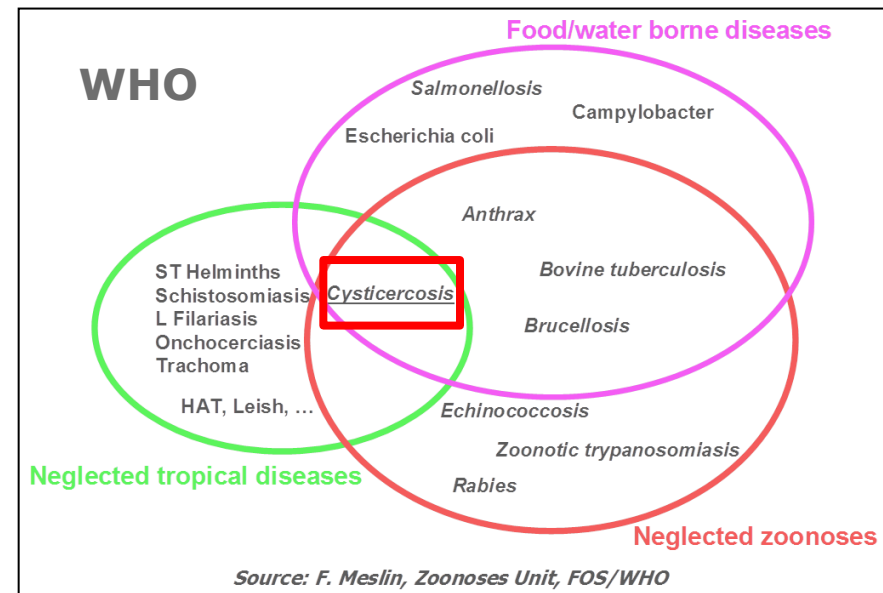 WHO
Food/water borne diseases
Salmonellosis
Campylobacter
Escherichia coli
Anthrax
Bovine tuberculosis
Brucellosis
ST Helminths
Schistosomiasis
L Filariasis
Onchocerciasis
Trachoma
HAT, Leish, ...
Cysticercosis
Echinococcosis
Zoonotic trypanosomiasis
Rabies
Neglected tropical diseases
Neglected zoonoses
Source: F. Meslin, Zoonoses Unit, FOS/WHO